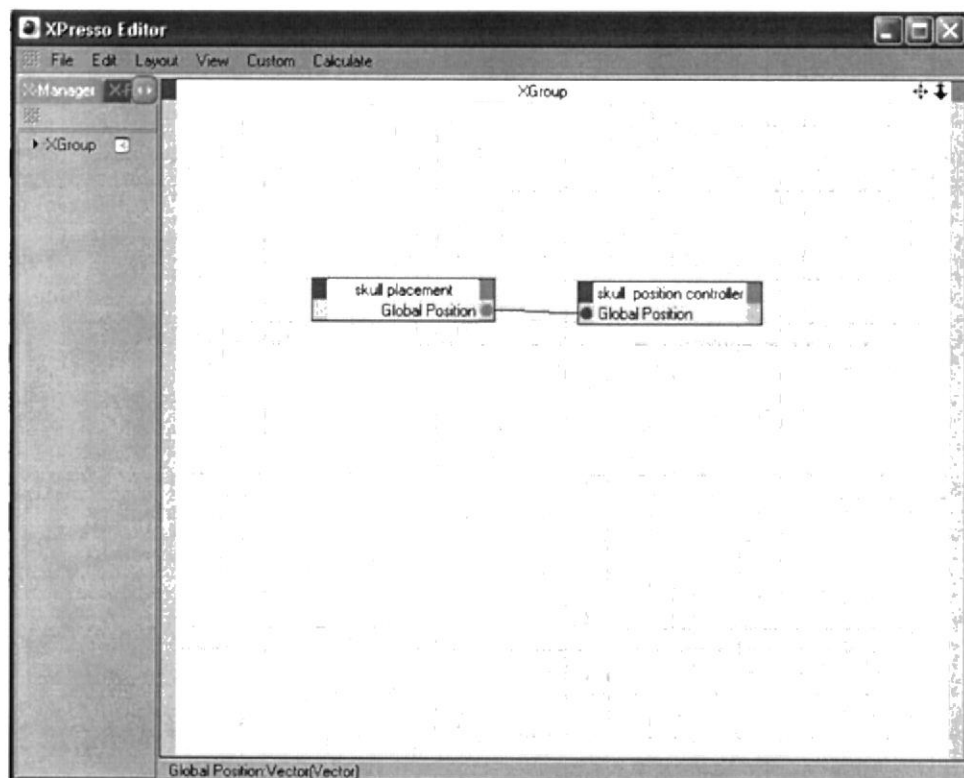 XPresso Editor
File Edit Layout View Custom Calculate
X-Manager X-P
XGroup
XGroup
skull placement
Global Position
skull position controller
Global Position
Global Position:Vector(Vector)